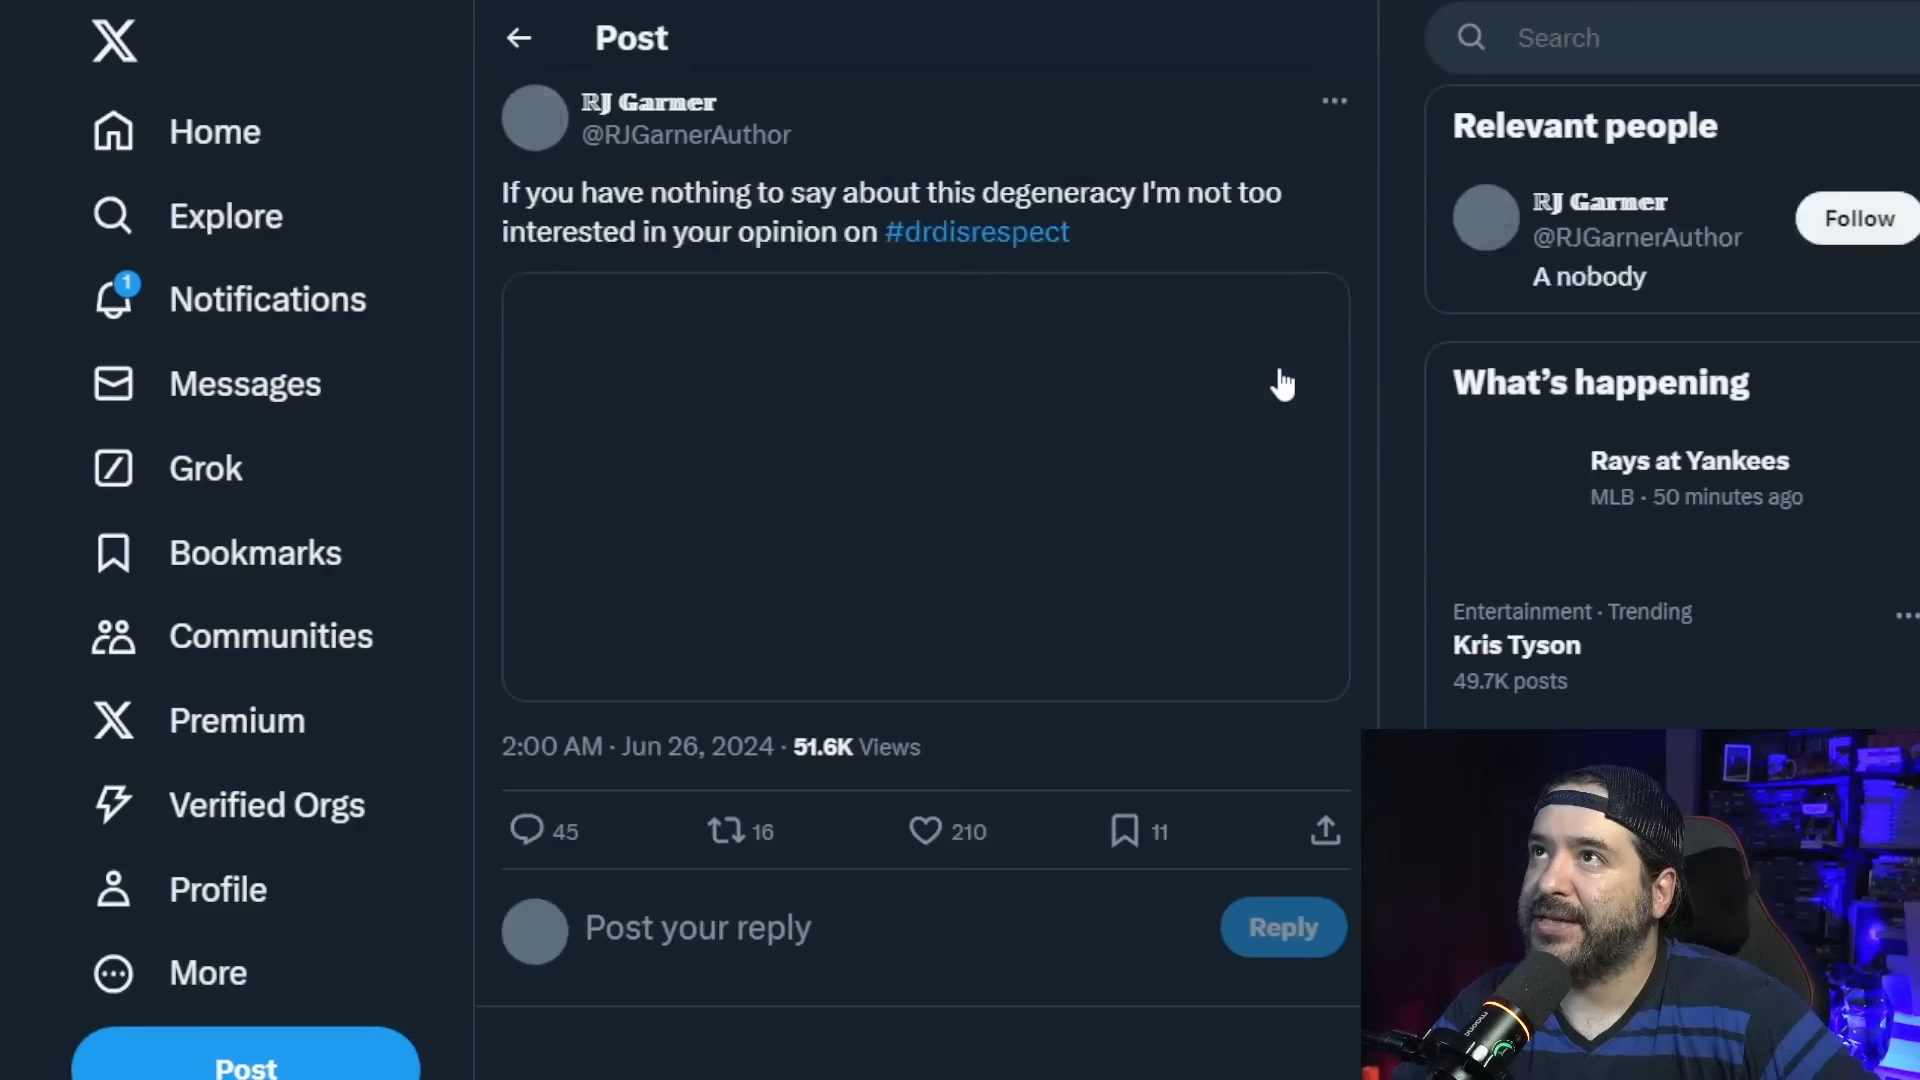 Home
Explore
1
Notifications
Messages
Grok
Bookmarks
Communities
Premium
Verified Orgs
Profile
More
Post
Post
ℝJ Garner
@RJGarnerAuthor
If you have nothing to say about this degeneracy I'm not too
interested in your opinion on #drdisrespect
2:00 AM · Jun 26, 2024 · 51.6K Views
45
16
210
11
Post your reply
Reply
Search
Relevant people
ℝJ Garner
@RJGarnerAuthor
Follow
A nobody
What's happening
Rays at Yankees
MLB · 50 minutes ago
Entertainment · Trending
Kris Tyson
49.7K posts
maono